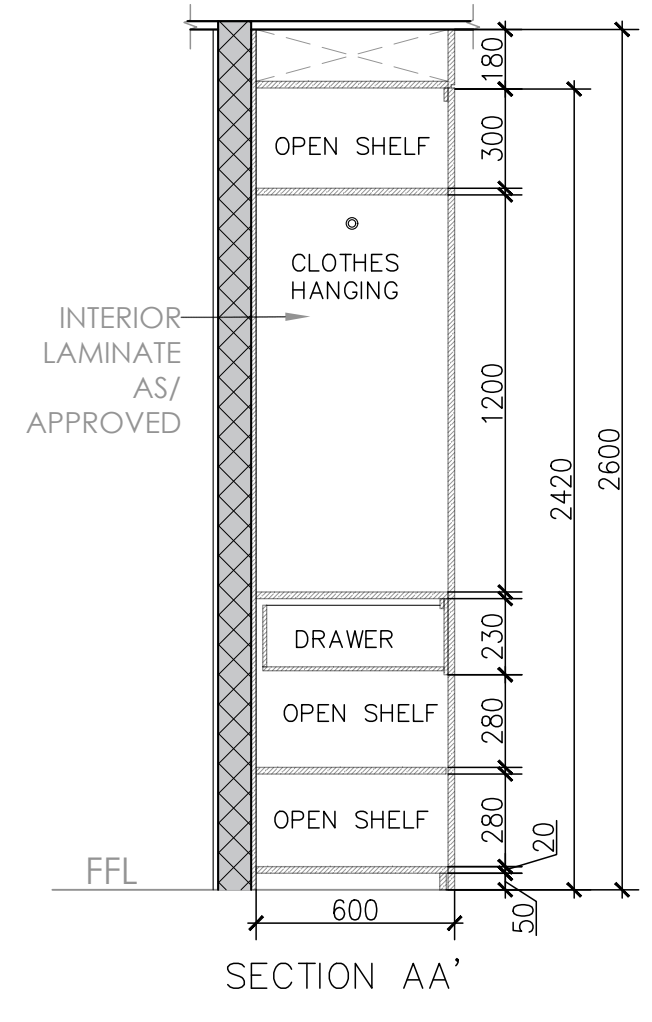 180
OPEN SHELF
300
CLOTHES
HANGING
INTERIOR
LAMINATE
AS/
APPROVED
1200
2420
2600
DRAWER
230
OPEN SHELF
280
OPEN SHELF
280
20
FFL
600
50
SECTION AA'